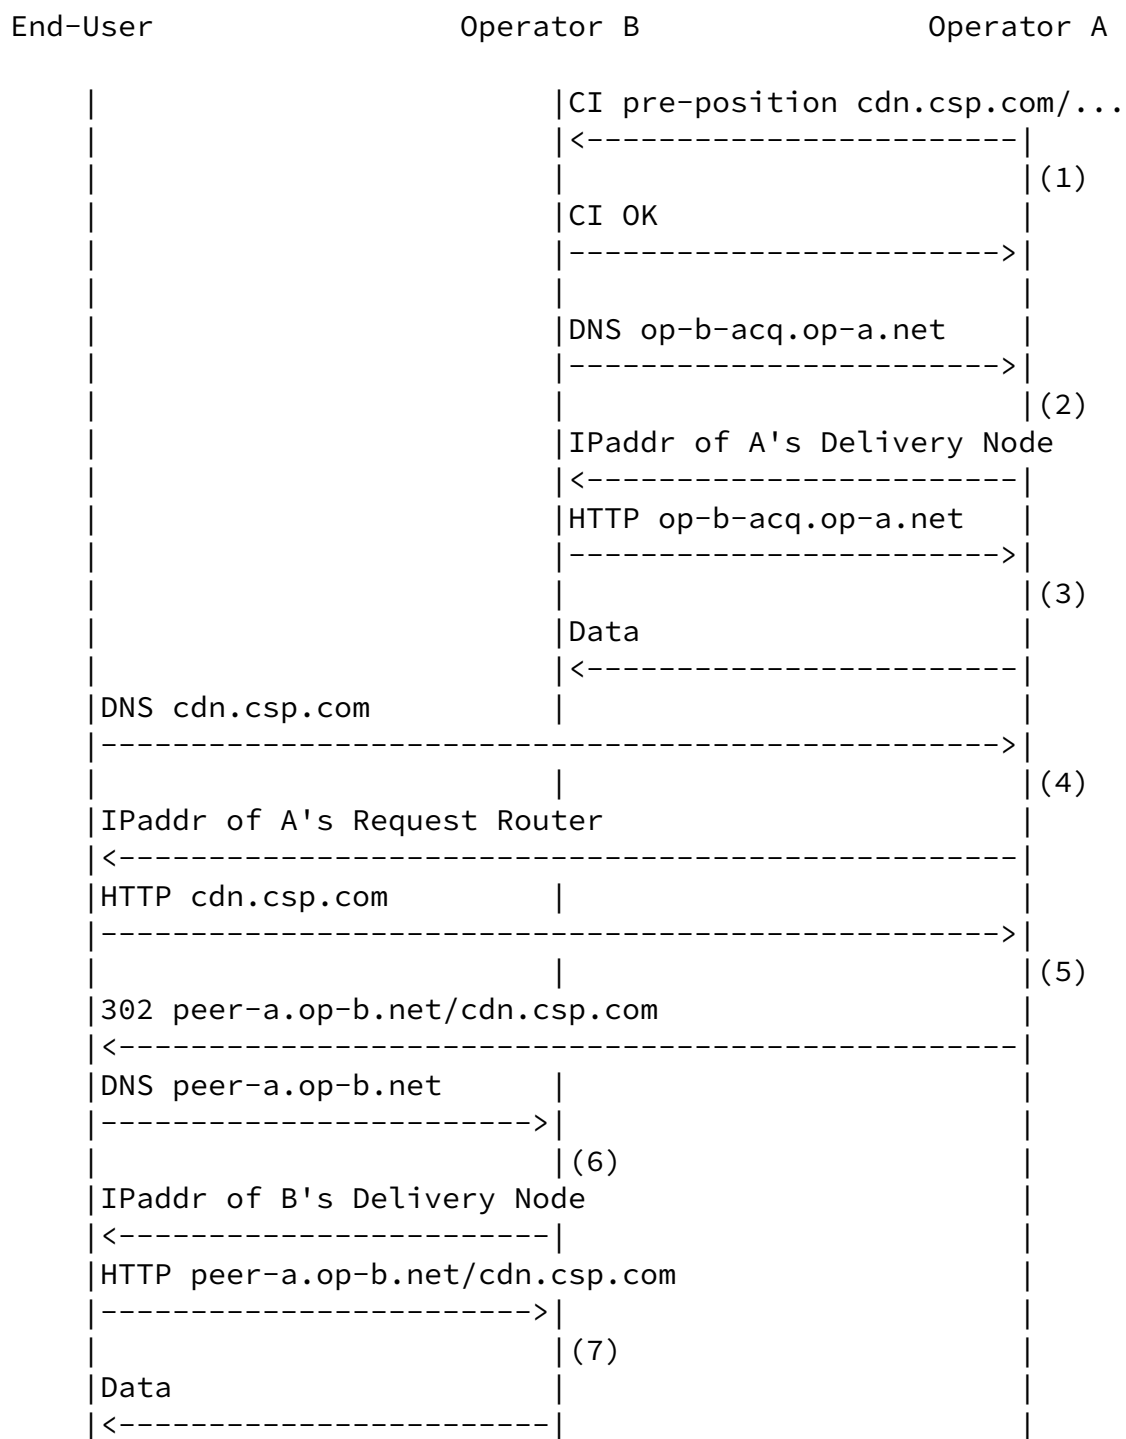 End-User Operator B Operator A
CI pre-position cdn.csp.com/...
(1)
CI OK
DNS op-b-acq.op-a.net
(2)
IPaddr of A's Delivery Node
HTTP op-b-acq.op-a.net
(3)
Data
DNS cdn.csp.com
(4)
IPaddr of A's Request Router
HTTP cdn.csp.com
(5)
302 peer-a.op-b.net/cdn.csp.com
DNS peer-a.op-b.net
(6)
IPaddr of B's Delivery Node
HTTP peer-a.op-b.net/cdn.csp.com
(7)
Data